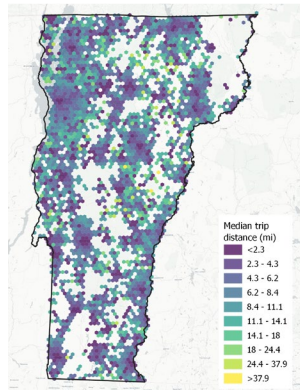 Median trip
distance (mi)
<2.3
2.3 - 4.3
4.3 - 6.2
6.2 - 8.4
8.4 - 11.1
11.1 - 14.1
14.1 - 18
18 - 24.4
24.4 - 37.9
>37.9